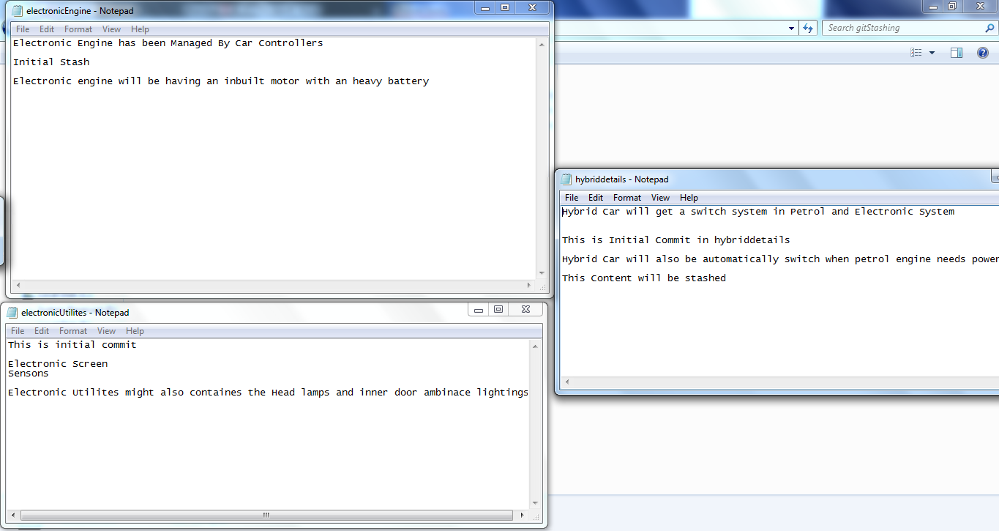 electronicEngine - Notepad
File Edit Format View Help
Electronic Engine has been Managed By Car Controllers
Initial Stash
Electronic engine will be having an inbuilt motor with an heavy battery
Search gitStashing
hybriddetails - Notepad
File Edit Format View Help
Hybrid Car will get a switch system in Petrol and Electronic System
This is Initial Commit in hybriddetails
Hybrid Car will also be automatically switch when petrol engine needs power
This Content will be stashed
electronicUtilites - Notepad
File Edit Format View Help
This is initial commit
Electronic Screen
Sensons
Electronic Utilites might also containes the Head lamps and inner door ambinace lightings